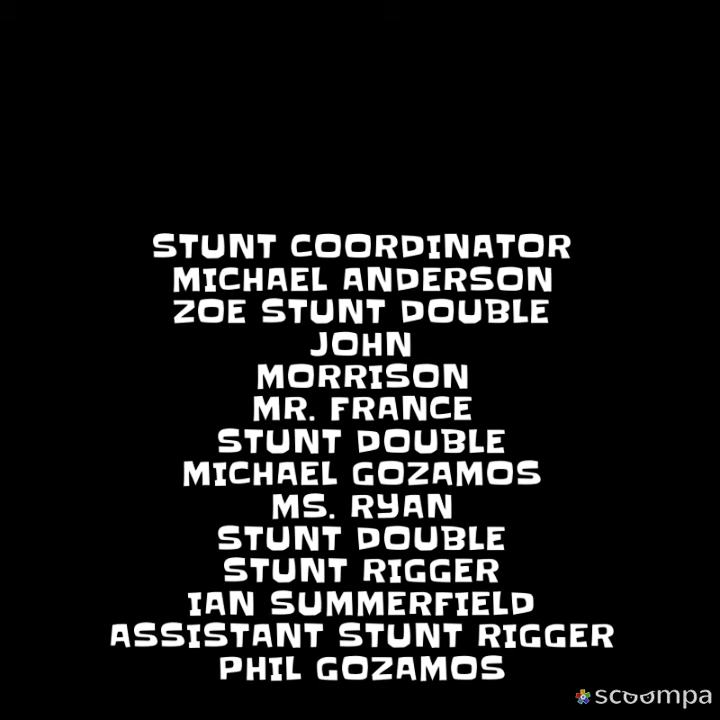 STUNT COORDINATOR
MICHAEL ANDERSON
ZOE STUNT DOUBLE
JOHN
MORRISON
MR. FRANCE
STUNT DOUBLE
MICHAEL GOZAMOS
MS. RYAN
STUNT DOUBLE
STUNT RIGGER
IAN SUMMERFIELD
ASSISTANT STUNT RIGGER
PHIL GOZAMOS
scoompa